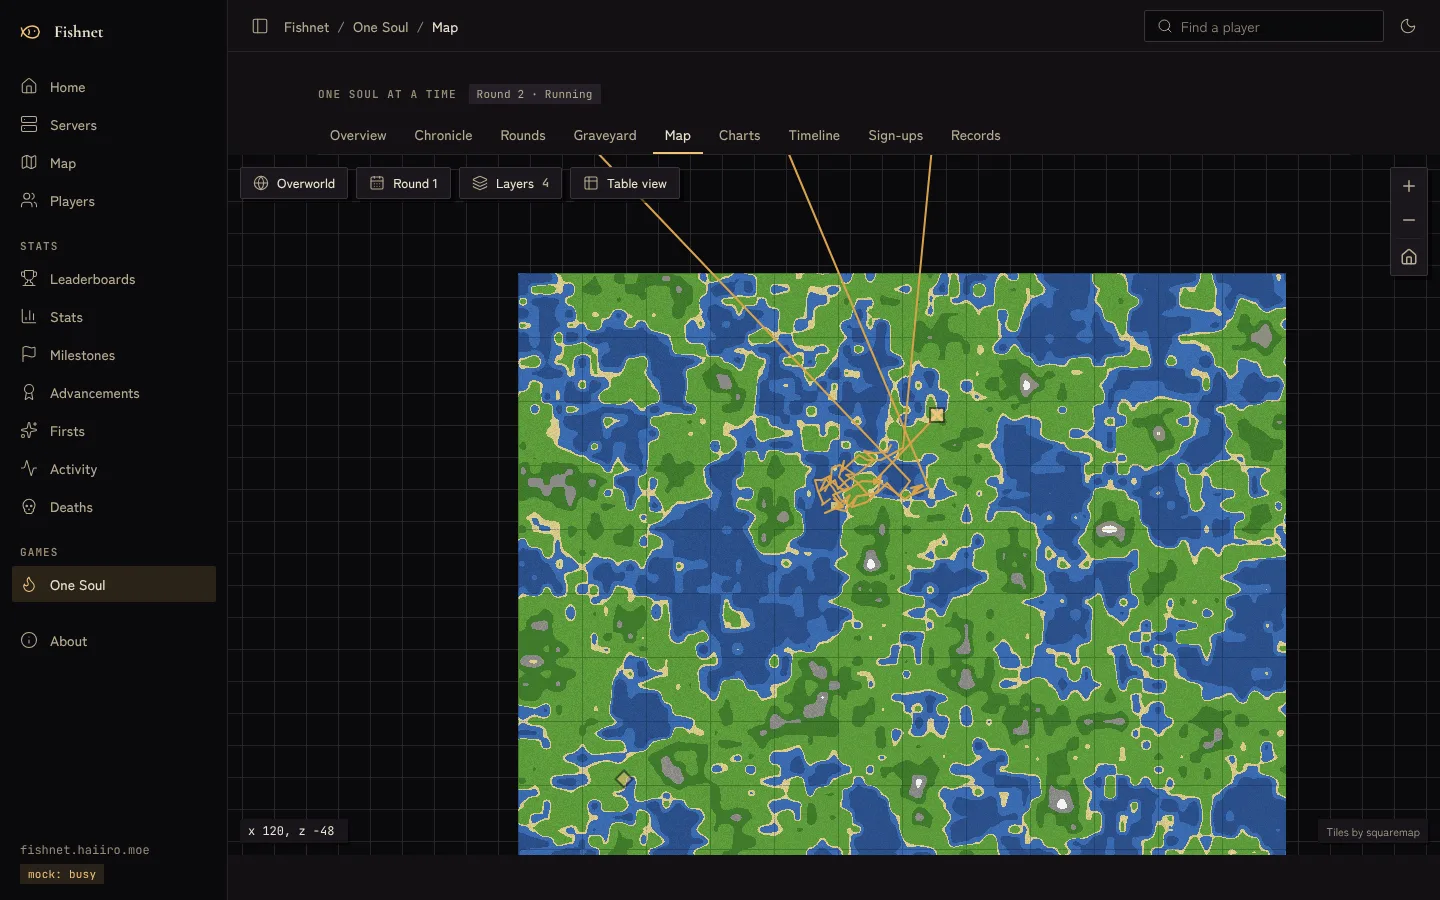 Fishnet
Home
Servers
Map
Players
STATS
Leaderboards
Stats
Milestones
Advancements
Firsts
Activity
Deaths
GAMES
One Soul
About
fishnet.haiiro.moe
mock: busy
Fishnet / One Soul / Map
Find a player
ONE SOUL AT A TIME
Round 2 · Running
Overview
Chronicle
Rounds
Graveyard
Map
Charts
Timeline
Sign-ups
Records
Overworld
Round 1
Layers 4
Table view
x 120, z -48
Tiles by squaremap